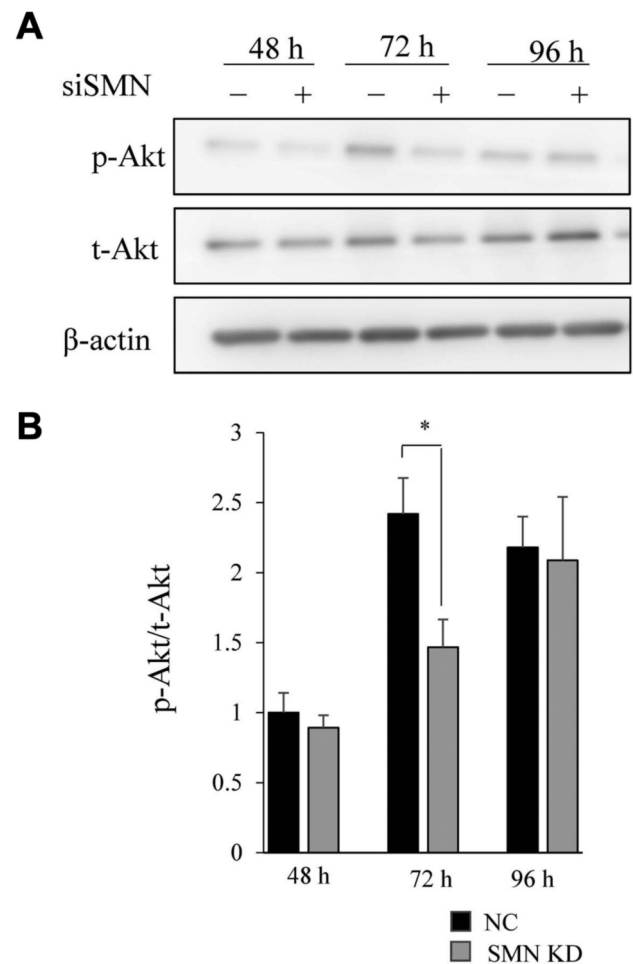 A
48 h 72 h 96 h
siSMN − + − + − +
p-Akt
t-Akt
β-actin
B
3
2.5
2
1.5
1
0.5
0
p-Akt/t-Akt
*
48 h 72 h 96 h
NC
SMN KD